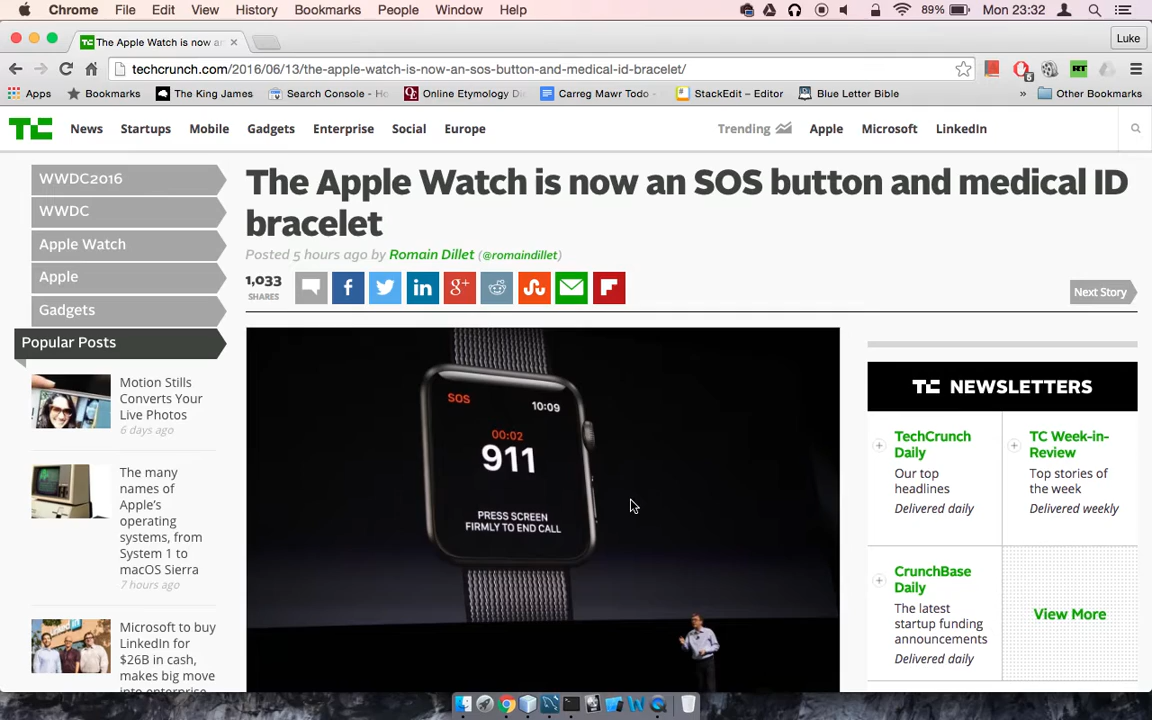 Chrome File Edit View History Bookmarks People Window Help 89% Mon 23:32
The Apple Watch is now an Luke
techcrunch.com/2016/06/13/the-apple-watch-is-now-an-sos-button-and-medical-id-bracelet/
Apps Bookmarks The King James Search Console - Ho Online Etymology Di Carreg Mawr Todo - StackEdit – Editor Blue Letter Bible » Other Bookmarks
TC News Startups Mobile Gadgets Enterprise Social Europe Trending Apple Microsoft LinkedIn
WWDC2016
WWDC
Apple Watch
Apple
Gadgets
Popular Posts
Motion Stills
Converts Your
Live Photos
6 days ago
The many
names of
Apple's
operating
systems, from
System 1 to
macOS Sierra
7 hours ago
Microsoft to buy
LinkedIn for
$26B in cash,
makes big move
into enterprise
The Apple Watch is now an SOS button and medical ID
bracelet
Posted 5 hours ago by Romain Dillet (@romaindillet)
1,033
SHARES
Next Story
SOS 10:09
00:02
911
PRESS SCREEN
FIRMLY TO END CALL
TC NEWSLETTERS
TechCrunch
Daily
Our top
headlines
Delivered daily
TC Week-in-
Review
Top stories of
the week
Delivered weekly
CrunchBase
Daily
The latest
startup funding
announcements
Delivered daily
View More